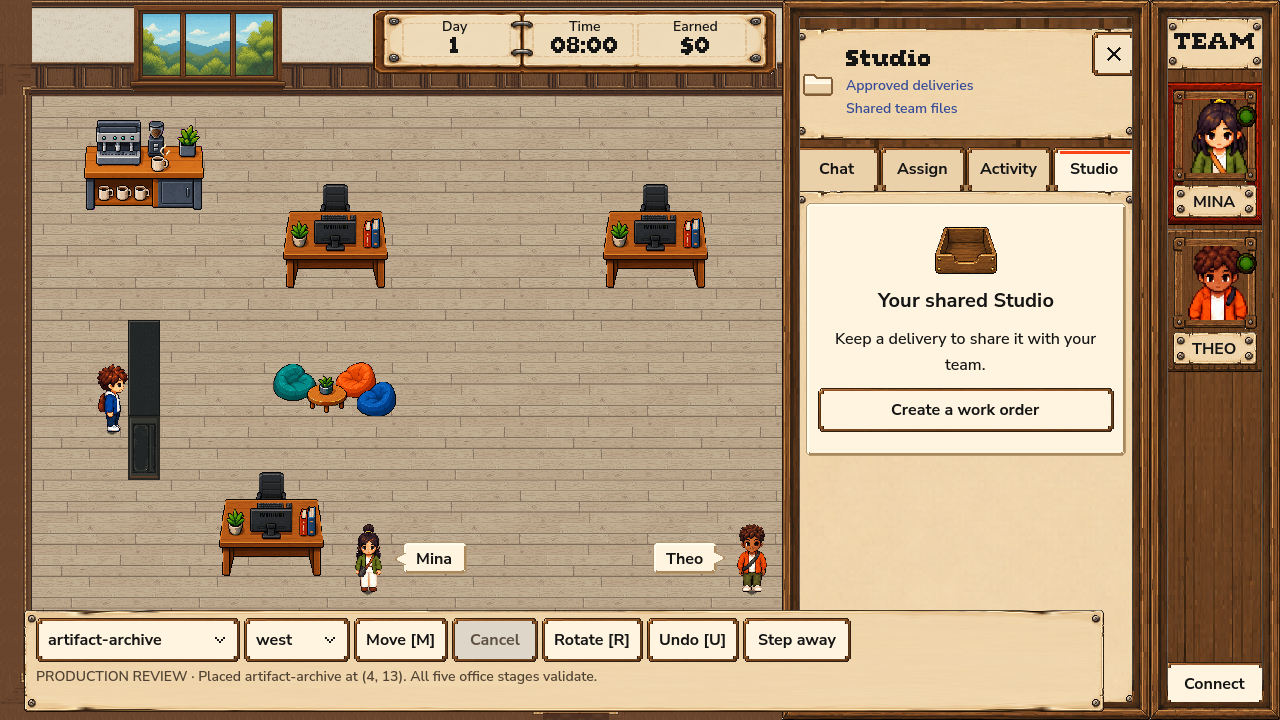 Day
1
Time
08:00
Earned
$0
Studio
Approved deliveries
Shared team files
Chat
Assign
Activity
Studio
Your shared Studio
Keep a delivery to share it with your
team.
Create a work order
TEAM
MINA
THEO
Connect
Mina
Theo
artifact-archive
west
Move [M]
Cancel
Rotate [R]
Undo [U]
Step away
PRODUCTION REVIEW · Placed artifact-archive at (4, 13). All five office stages validate.